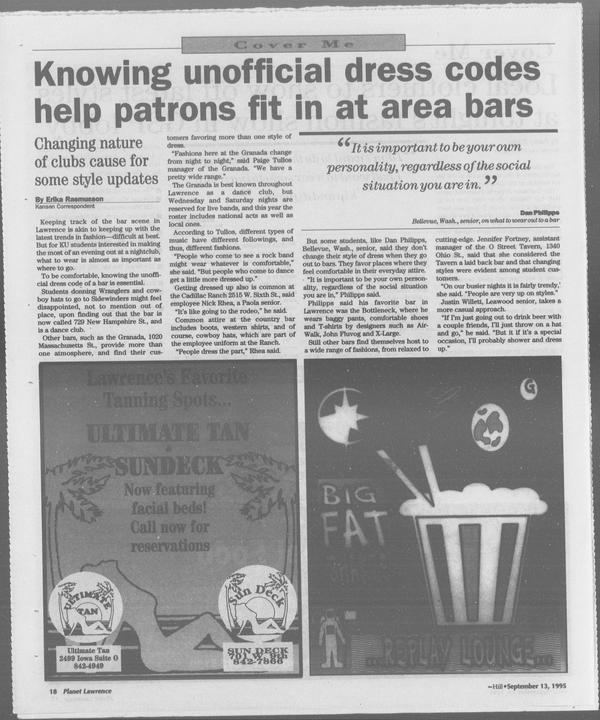 Cover Me
Knowing unofficial dress codes
help patrons fit in at area bars
Changing nature
of clubs cause for
some style updates
By Erika Rasmusson
Kansan Correspondent
Keeping track of the bar scene in
Lawrence is akin to keeping up with the
latest trends in fashion—difficult at best.
But for KU students interested in making
the most of an evening out at a nightclub,
what to wear is almost as important as
where to go.
To be comfortable, knowing the unoffi-
cial dress code of a bar is essential.
Students donning Wranglers and cow-
boy hats to go to Sidewinders might feel
disappointed, not to mention out of
place, upon finding out that the bar is
now called 729 New Hampshire St., and
is a dance club.
Other bars, such as the Granada, 1020
Massachusetts St., provide more than
one atmosphere, and find their cus-
tomers favoring more than one style of
dress.
"Fashions here at the Granada change
from night to night," said Paige Tullos
manager of the Granada. "We have a
pretty wide range."
The Granada is best known throughout
Lawrence as a dance club, but
Wednesday and Saturday nights are
reserved for live bands, and this year the
roster includes national acts as well as
local ones.
According to Tullos, different types of
music have different followings, and
thus, different fashions.
"People who come to see a rock band
might wear whatever is comfortable,"
she said. "But people who come to dance
get a little more dressed up."
Getting dressed up also is common at
the Cadillac Ranch 2515 W. Sixth St., said
employee Nick Rhea, a Paola senior.
"It's like going to the rodeo," he said.
Common attire at the country bar
includes boots, western shirts, and of
course, cowboy hats, which are part of
the employee uniform at the Ranch.
"People dress the part," Rhea said.
“It is important to be your own
personality, regardless of the social
situation you are in.”
Dan Philipps
Bellevue, Wash., senior, on what to wear out to a bar
But some students, like Dan Philipps,
Bellevue, Wash., senior, said they don't
change their style of dress when they go
out to bars. They favor places where they
feel comfortable in their everyday attire.
"It is important to be your own person-
ality, regardless of the social situation
you are in," Philipps said.
Philipps said his favorite bar in
Lawrence was the Bottleneck, where he
wears baggy pants, comfortable shoes
and T-shirts by designers such as Air-
Walk, John Fluvog and X-Large.
Still other bars find themselves host to
a wide range of fashions, from relaxed to
cutting-edge. Jennifer Fortney, assistant
manager of the O Street Tavern, 1540
Ohio St., said that she considered the
Tavern a laid back bar and that changing
styles were evident among student cus-
tomers.
"On our busier nights it is fairly trendy,'
she said. "People are very up on styles."
Justin Willett, Leawood senior, takes a
more casual approach.
"If I'm just going out to drink beer with
a couple friends, I'll just throw on a hat
and go," he said. "But if it's a special
occasion, I'll probably shower and dress
up."
Lawrence's Favorite
Tanning Spots...
ULTIMATE TAN
&
SUNDECK
Now featuring
facial beds!
Call now for
reservations
ULTIMATE
TAN
Ultimate Tan
2499 Iowa Suite O
842-4949
Sun Deck
SUN DECK
701 W. 9th
842-7866
BIG
FAT
REPLAY LOUNGE
18 Planet Lawrence
Hill • September 13, 1995